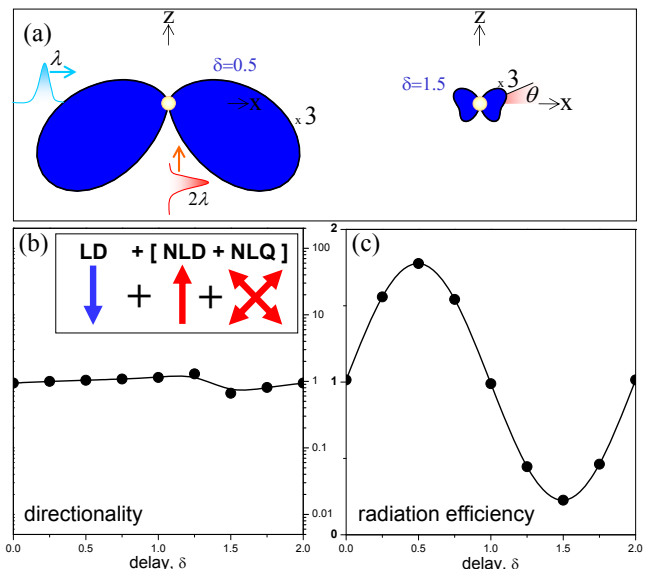 (a)
z
z
λ
δ=0.5
x
x 3
2λ
δ=1.5
x 3
θ
x
(b)
LD + [ NLD + NLQ ]
+ +
100
10
1
0.1
0.01
directionality
0.0 0.5 1.0 1.5 2.0
delay, δ
(c)
2
1
0
radiation efficiency
0.0 0.5 1.0 1.5 2.0
delay, δ